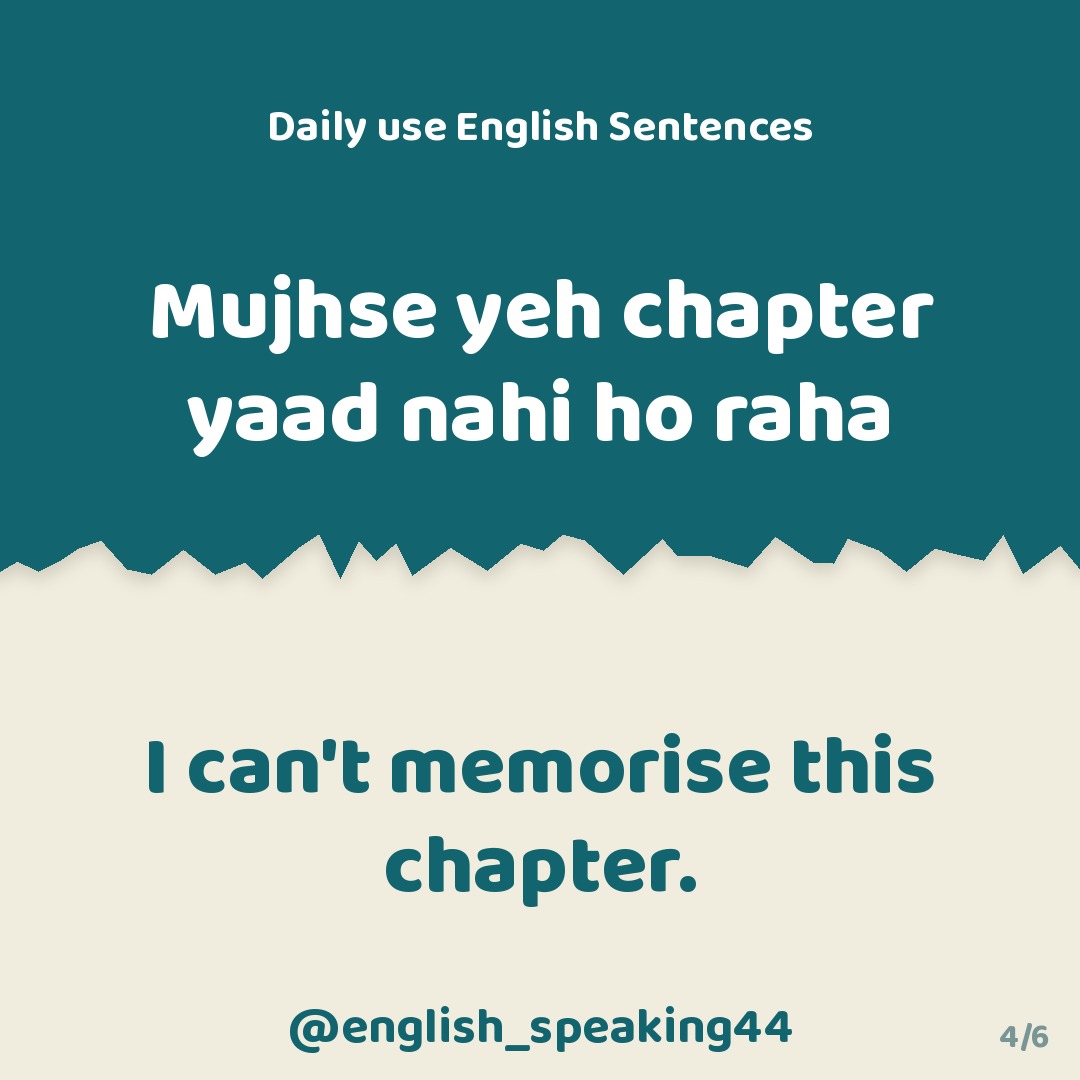 Daily use English Sentences
Mujhse yeh chapter
yaad nahi ho raha
I can't memorise this
chapter.
@english_speaking44
4/6